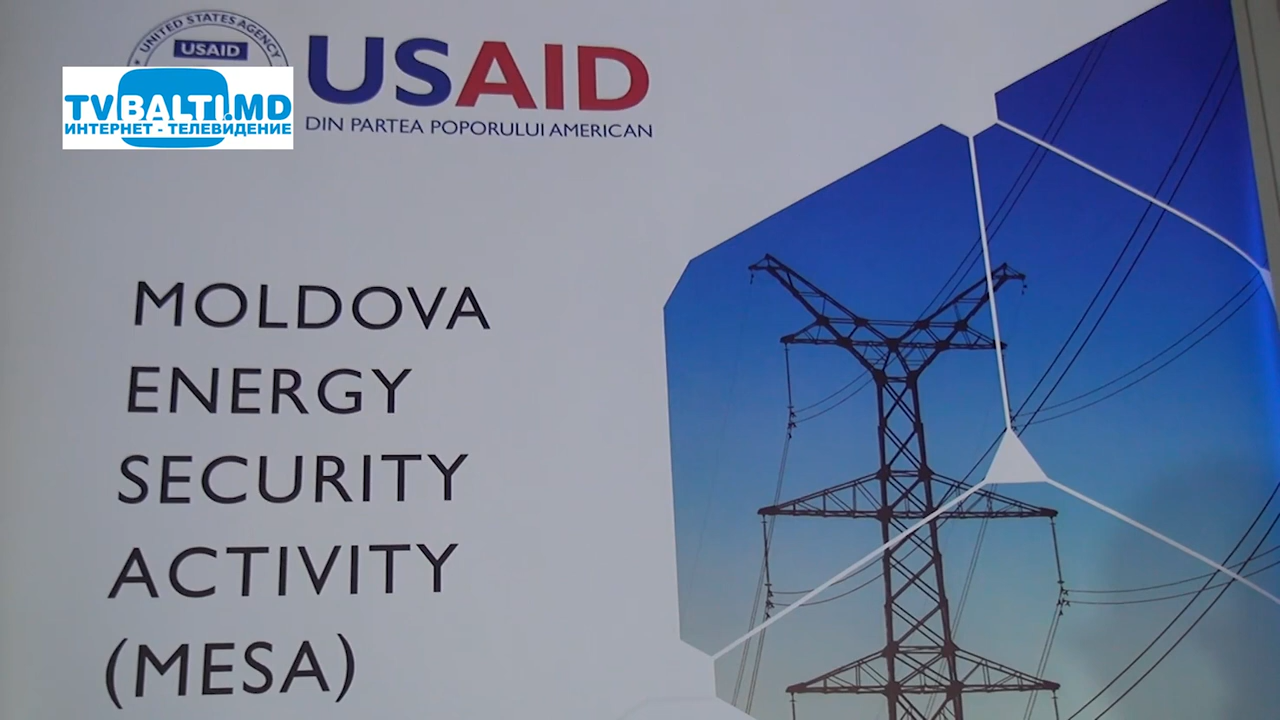 UNITED STATES AGENCY
USAID
USAID
DIN PARTEA POPORULUI AMERICAN
TVBALTI.MD
ИНТЕРНЕТ - ТЕЛЕВИДЕНИЕ
MOLDOVA
ENERGY
SECURITY
ACTIVITY
(MESA)